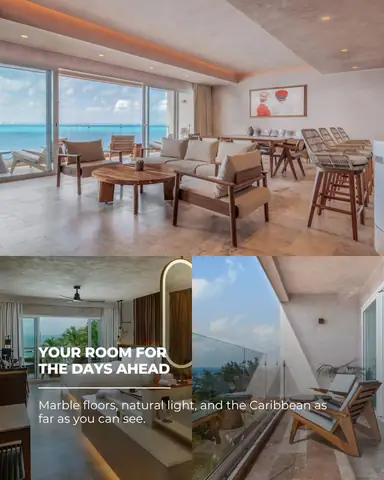 YOUR ROOM FOR
THE DAYS AHEAD
Marble floors, natural light, and the Caribbean as
far as you can see.